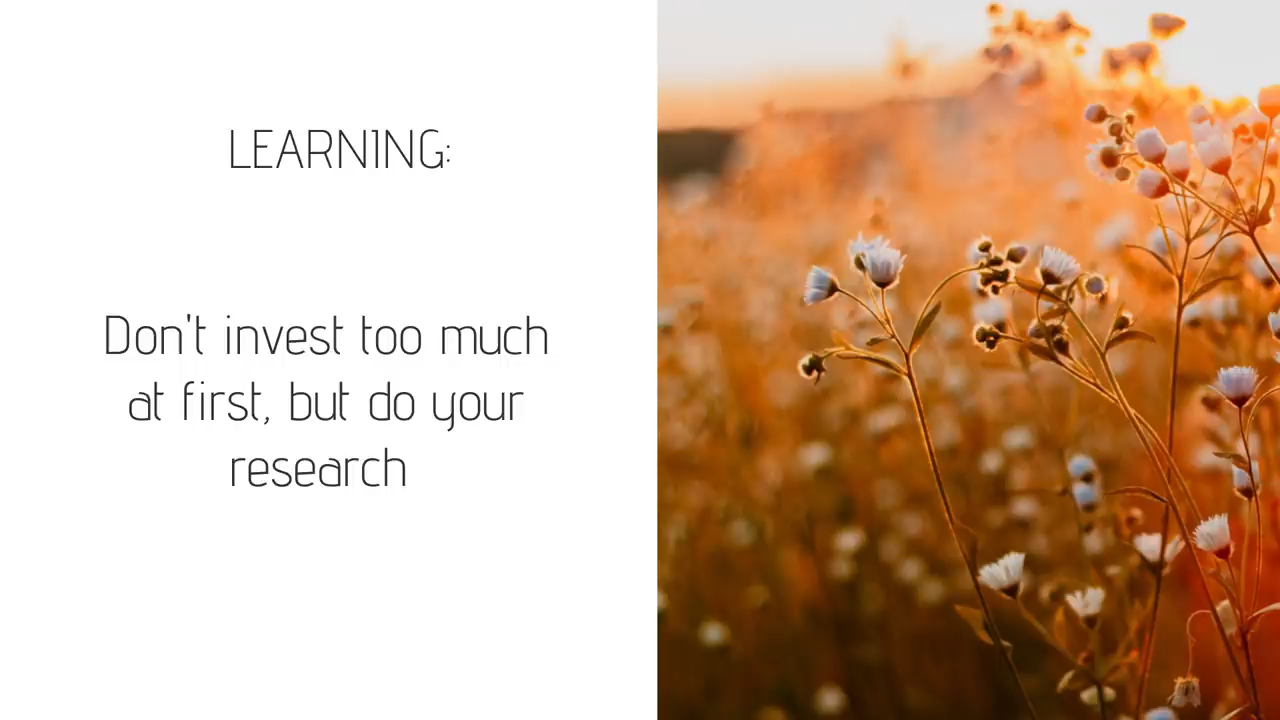 LEARNING:
Don't invest too much
at first, but do your
research